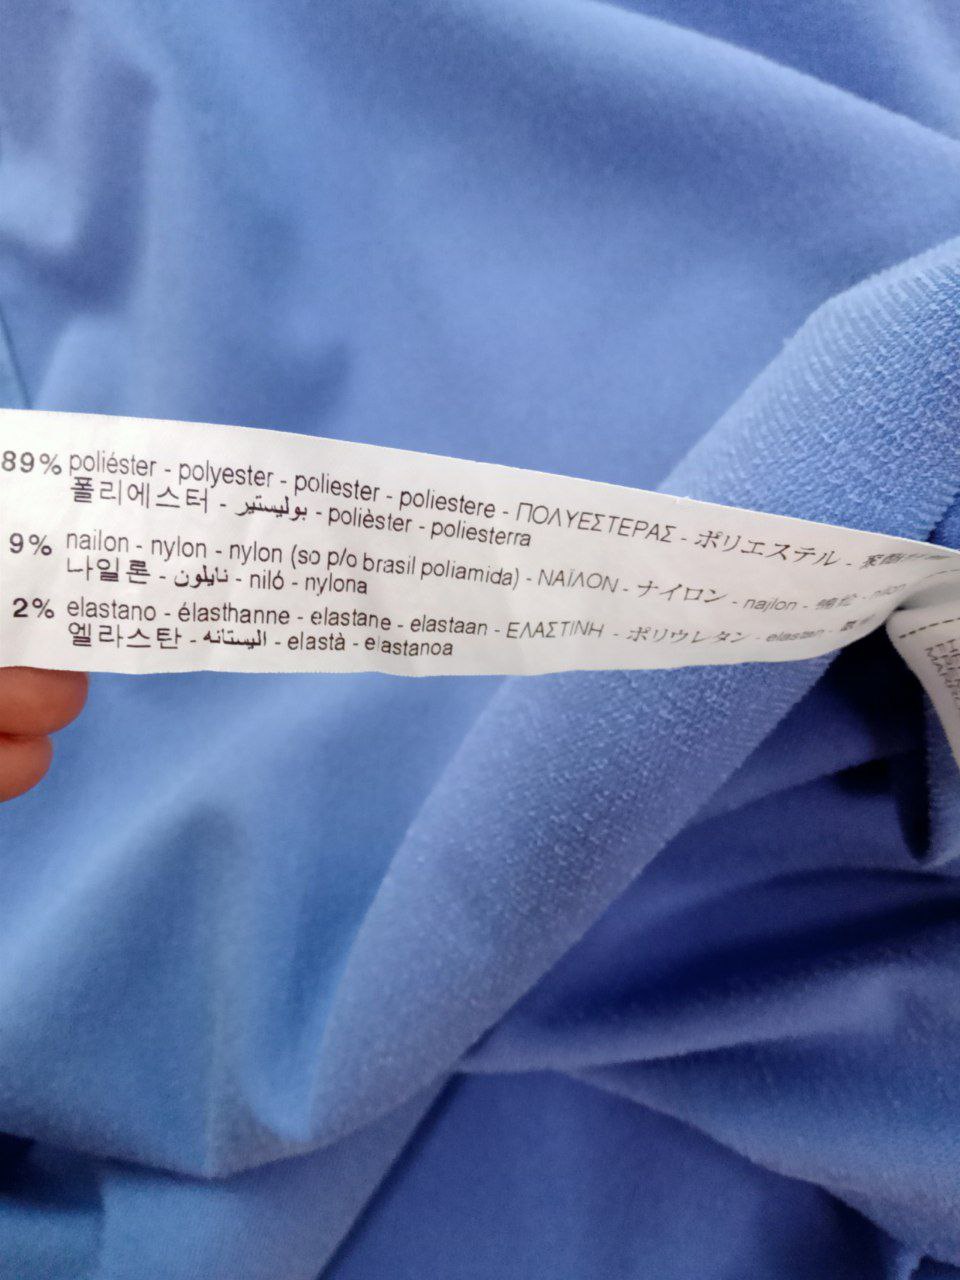 89% poliéster - polyester - poliester - poliestere - ΠΟΛΥΕΣΤΕΡΑΣ - ポリエステル -
폴리에스터 - بوليستير - polièster - poliesterra
9% nailon - nylon - nylon (so p/o brasil poliamida) - ΝΑΪΛΟΝ - ナイロン - najlon -
나일론 - نايلون - niló - nylona
2% elastano - élasthanne - elastane - elastaan - ΕΛΑΣΤΙΝΗ - ポリウレタン - elastan -
엘라스탄 - اليستانه - elastà - elastanoa